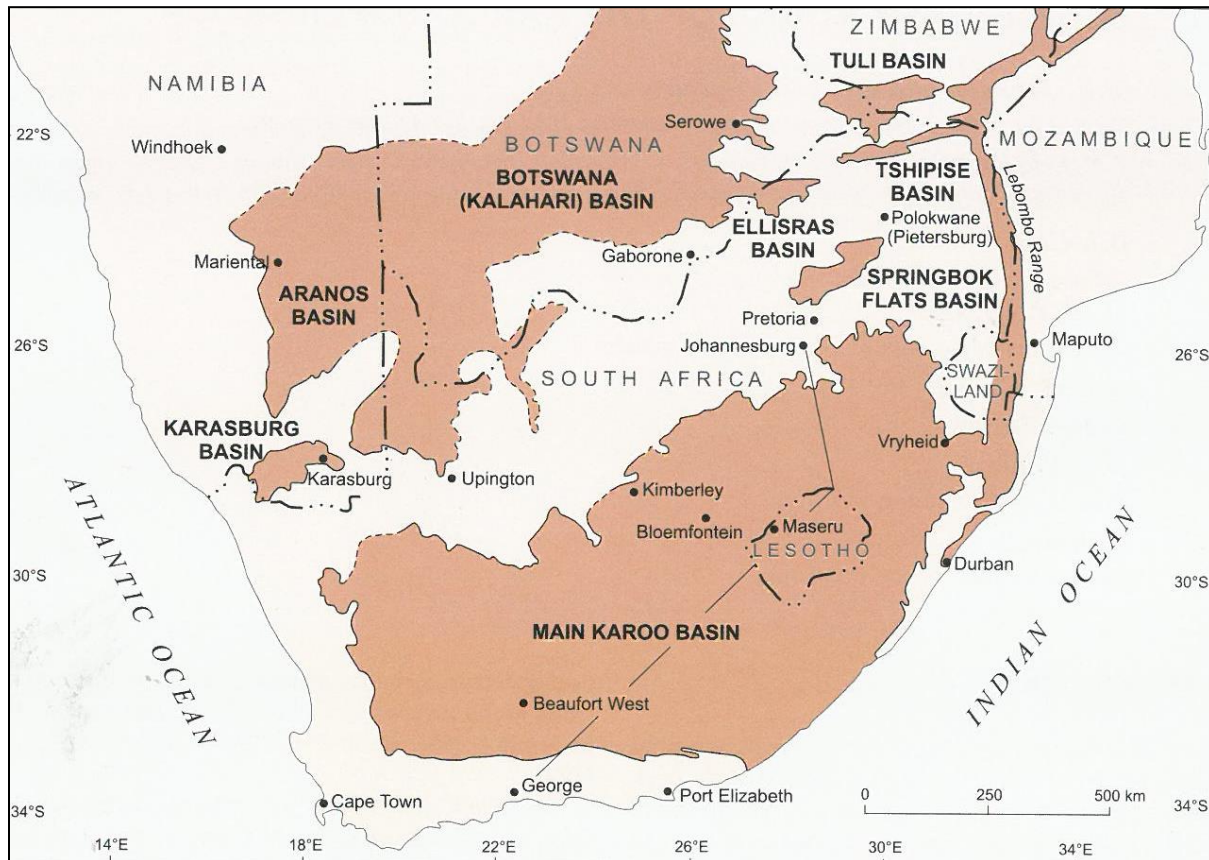 ZIMBABWE
TULI BASIN
NAMIBIA
22°S
Windhoek
Serowe
BOTSWANA
MOZAMBIQUE
BOTSWANA
(KALAHARI) BASIN
TSHIPISE
BASIN
Lebombo Range
Polokwane
(Pietersburg)
ELLISRAS
BASIN
Mariental
Gaborone
ARANOS
BASIN
SPRINGBOK
FLATS BASIN
Pretoria
Johannesburg
Maputo
26°S
26°S
SOUTH AFRICA
SWAZI-
LAND
KARASBURG
BASIN
Vryheid
Karasburg
Upington
Kimberley
Bloemfontein
Maseru
LESOTHO
Durban
ATLANTIC OCEAN
INDIAN OCEAN
30°S
30°S
MAIN KAROO BASIN
Beaufort West
George
Port Elizabeth
Cape Town
0 250 500 km
34°S
34°S
14°E 18°E 22°E 26°E 30°E 34°E